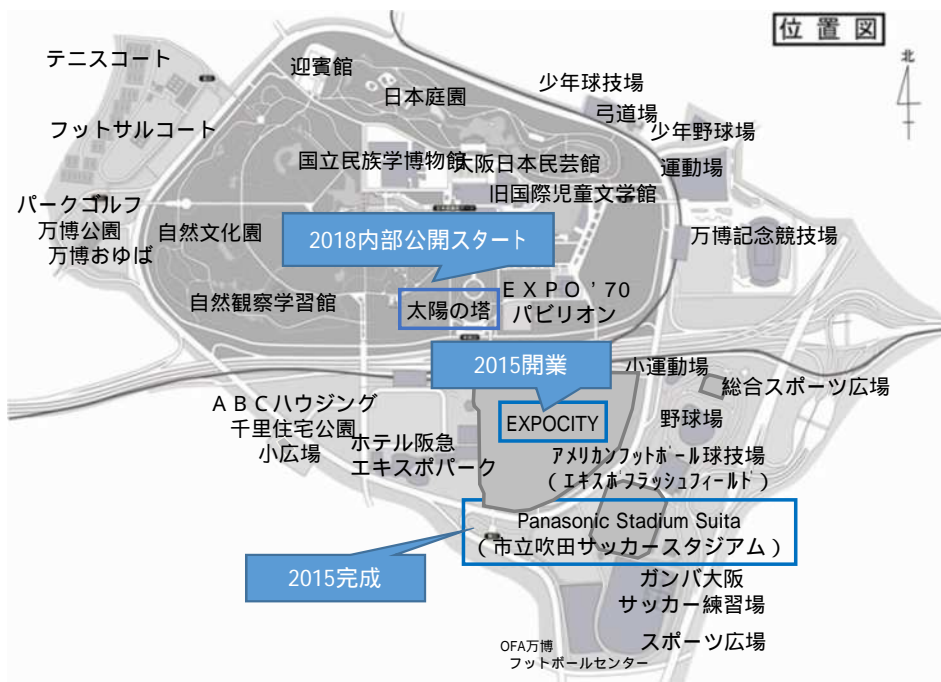 位置図
北
テニスコート
迎賓館
日本庭園
少年球技場
弓道場
少年野球場
フットサルコート
国立民族学博物館
大阪日本民芸館
運動場
旧国際児童文学館
パークゴルフ
万博公園
万博おゆば
自然文化園
2018内部公開スタート
万博記念競技場
自然観察学習館
太陽の塔
ＥＸＰＯ’70
パビリオン
2015開業
小運動場
総合スポーツ広場
ＡＢＣハウジング
千里住宅公園
小広場
EXPOCITY
野球場
ホテル阪急
エキスポパーク
ｱﾒﾘｶﾝﾌｯﾄﾎﾞｰﾙ球技場
（ｴｷｽﾎﾟﾌﾗｯｼｭﾌｨｰﾙﾄﾞ）
Panasonic Stadium Suita
（市立吹田サッカースタジアム）
2015完成
ガンバ大阪
サッカー練習場
スポーツ広場
OFA万博
フットボールセンター